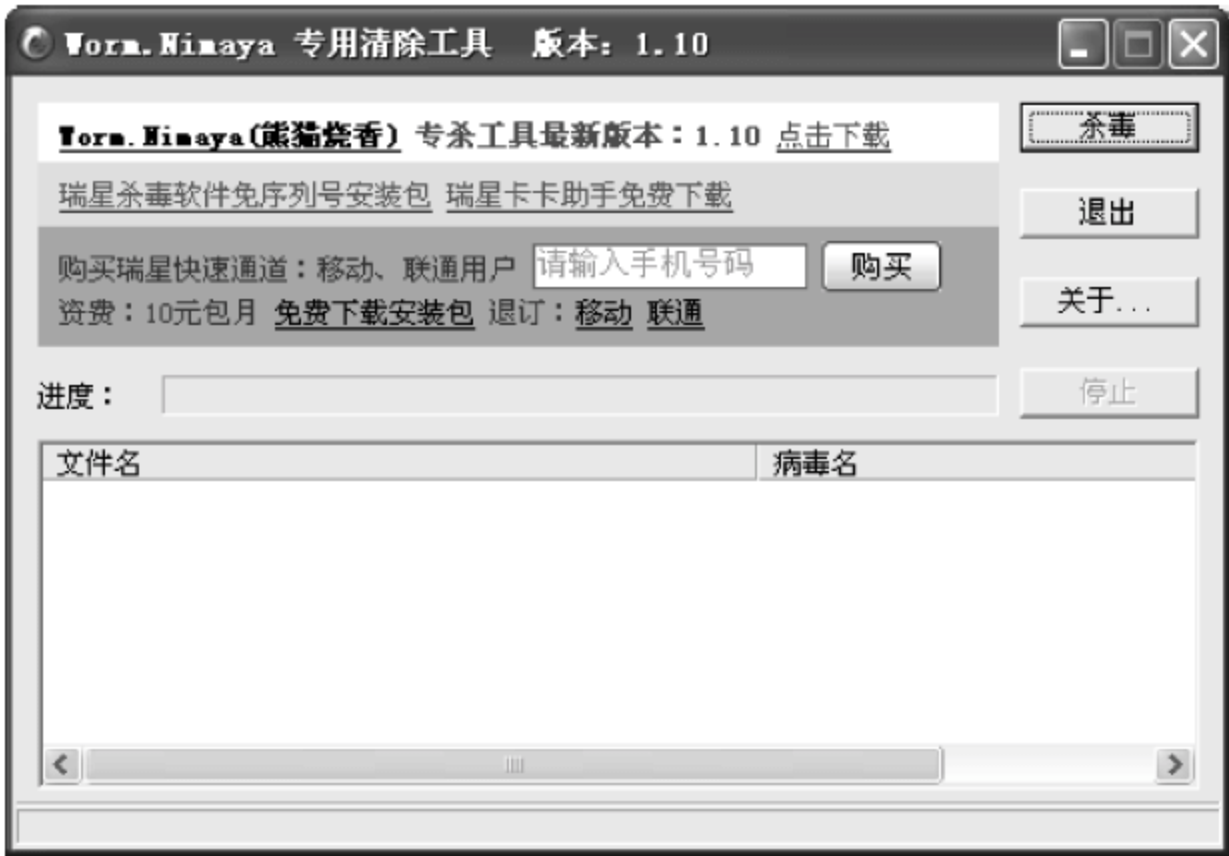 Worm.Nimaya 专用清除工具 版本: 1.10
Worm.Nimaya(熊猫烧香) 专杀工具最新版本：1.10 点击下载
杀毒
瑞星杀毒软件免序列号安装包 瑞星卡卡助手免费下载
退出
购买瑞星快速通道：移动、联通用户 请输入手机号码 购买
资费：10元包月 免费下载安装包 退订：移动 联通
关于...
进度：
停止
文件名 病毒名